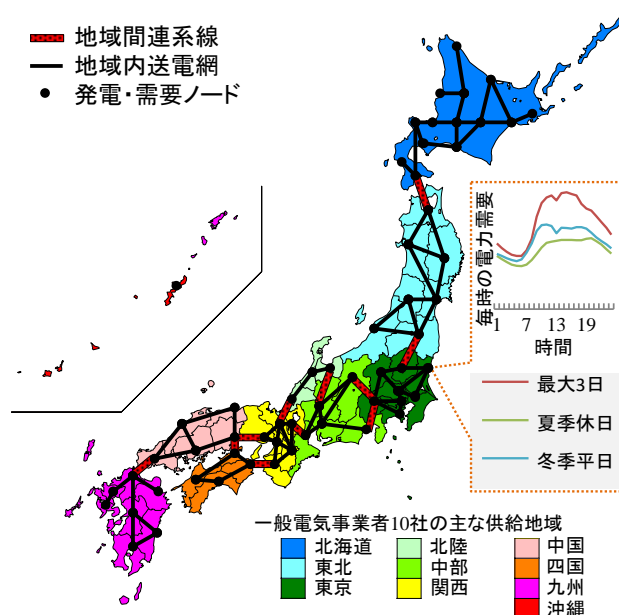 地域間連系線
地域内送電網
発電・需要ノード
毎時の電力需要
1 7 13 19
時間
最大3日
夏季休日
冬季平日
一般電気事業者10社の主な供給地域
北海道 北陸 中国
東北 中部 四国
東京 関西 九州
沖縄